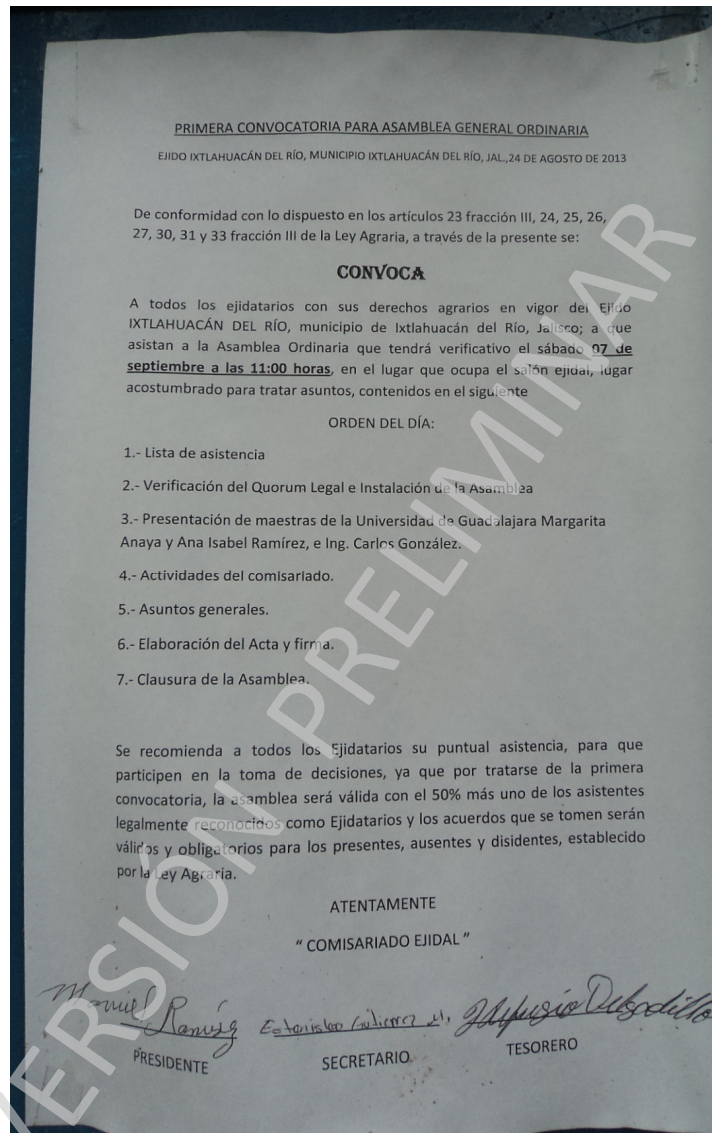 PRIMERA CONVOCATORIA PARA ASAMBLEA GENERAL ORDINARIA
EJIDO IXTLAHUACÁN DEL RÍO, MUNICIPIO IXTLAHUACÁN DEL RÍO, JAL.,24 DE AGOSTO DE 2013
De conformidad con lo dispuesto en los artículos 23 fracción III, 24, 25, 26,
27, 30, 31 y 33 fracción III de la Ley Agraria, a través de la presente se:
CONVOCA
A todos los ejidatarios con sus derechos agrarios en vigor del Ejido
IXTLAHUACÁN DEL RÍO, municipio de Ixtlahuacán del Río, Jalisco; a que
asistan a la Asamblea Ordinaria que tendrá verificativo el sábado 07 de
septiembre a las 11:00 horas, en el lugar que ocupa el salón ejidal, lugar
acostumbrado para tratar asuntos, contenidos en el siguiente
ORDEN DEL DÍA:
1.- Lista de asistencia
2.- Verificación del Quorum Legal e Instalación de la Asamblea
3.- Presentación de maestras de la Universidad de Guadalajara Margarita
Anaya y Ana Isabel Ramírez, e Ing. Carlos González.
4.- Actividades del comisariado.
5.- Asuntos generales.
6.- Elaboración del Acta y firma.
7.- Clausura de la Asamblea.
Se recomienda a todos los Ejidatarios su puntual asistencia, para que
participen en la toma de decisiones, ya que por tratarse de la primera
convocatoria, la asamblea será válida con el 50% más uno de los asistentes
legalmente reconocidos como Ejidatarios y los acuerdos que se tomen serán
válidos y obligatorios para los presentes, ausentes y disidentes, establecido
por la Ley Agraria.
ATENTAMENTE
" COMISARIADO EJIDAL "
Manuel Ramírez Estanislao Gutierrez M. J Refugio Delgadillo
PRESIDENTE SECRETARIO TESORERO
VERSIÓN PRELIMINAR